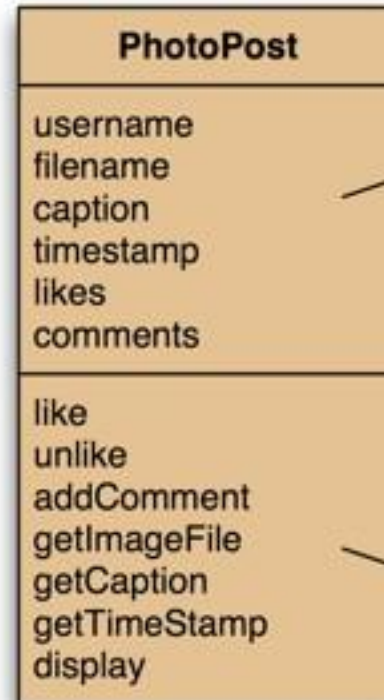 PhotoPost
username
filename
caption
timestamp
likes
comments
like
unlike
addComment
getImageFile
getCaption
getTimeStamp
display